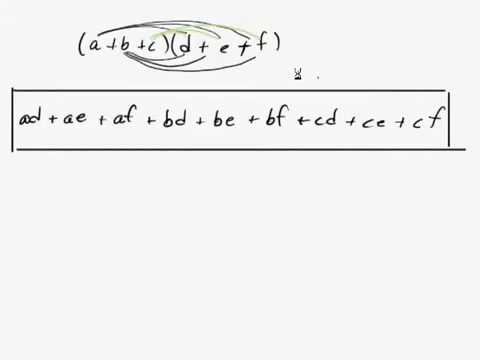 (a+b+c)(d+e+f)
ad + ae + af + bd + be + bf + cd + ce + cf